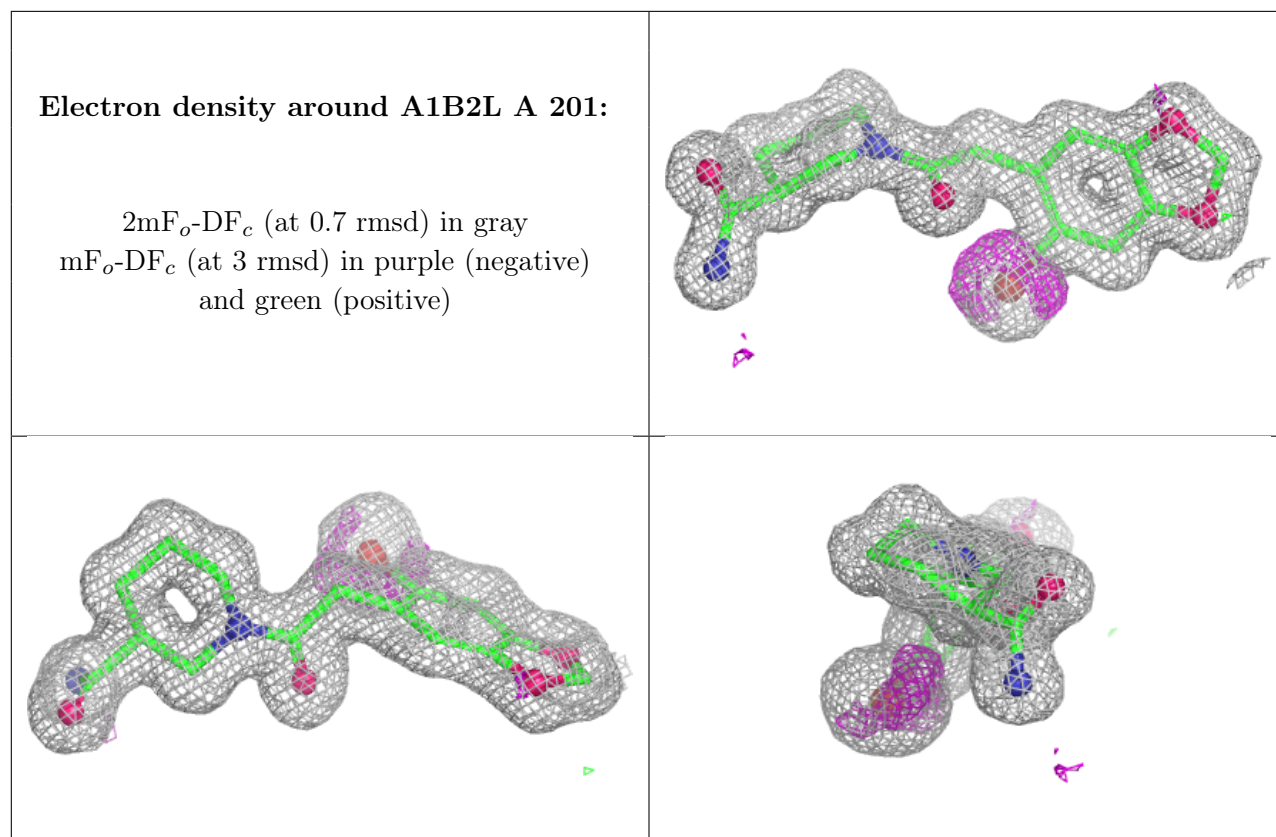 Electron density around A1B2L A 201:
2mFo-DFc (at 0.7 rmsd) in gray
mFo-DFc (at 3 rmsd) in purple (negative)
and green (positive)